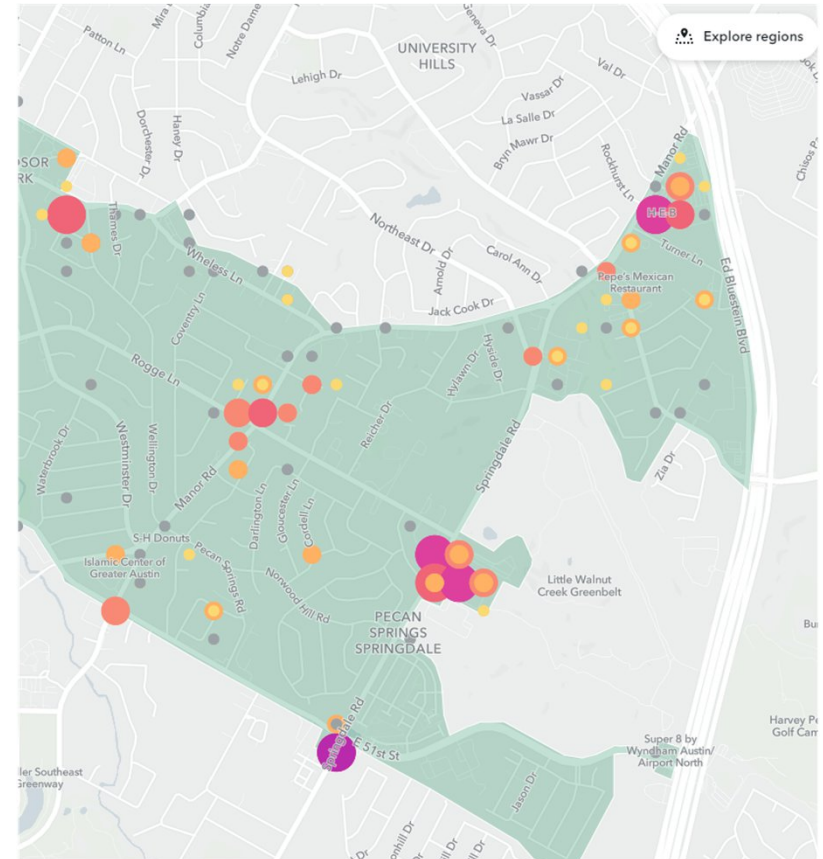 Columbia
Mira
Notre Dame
Geneva Dr
Explore regions
Patton Ln
UNIVERSITY
HILLS
Val Dr
Lehigh Dr
Vassar Dr
La Salle Dr
Dorchester Dr
Haney Dr
Bryn Mawr Dr
Manor Rd
Chisos
Rockhurst Ln
H-E-B
Thames Dr
Northeast Dr
Turner Ln
Wheless Ln
Arnold Dr
Carol Ann Dr
Pepe's Mexican
Restaurant
Ed Bluestein Blvd
Coventry Ln
Jack Cook Dr
Hyside Dr
Rogge Ln
Hylawn Dr
Reicher Dr
Waterbrook Dr
Westminster Dr
Wellington Dr
Springdale Rd
Zia Dr
Manor Rd
Darlington Ln
Gloucester Ln
Cordell Ln
S-H Donuts
Pecan Springs Rd
Islamic Center of
Greater Austin
Norwood Hill Rd
Little Walnut
Creek Greenbelt
PECAN
SPRINGS
SPRINGDALE
Springdale Rd
E 51st St
Super 8 by
Wyndham Austin/
Airport North
Harvey Pe
Golf Cam
ller Southeast
Greenway
Jason Dr